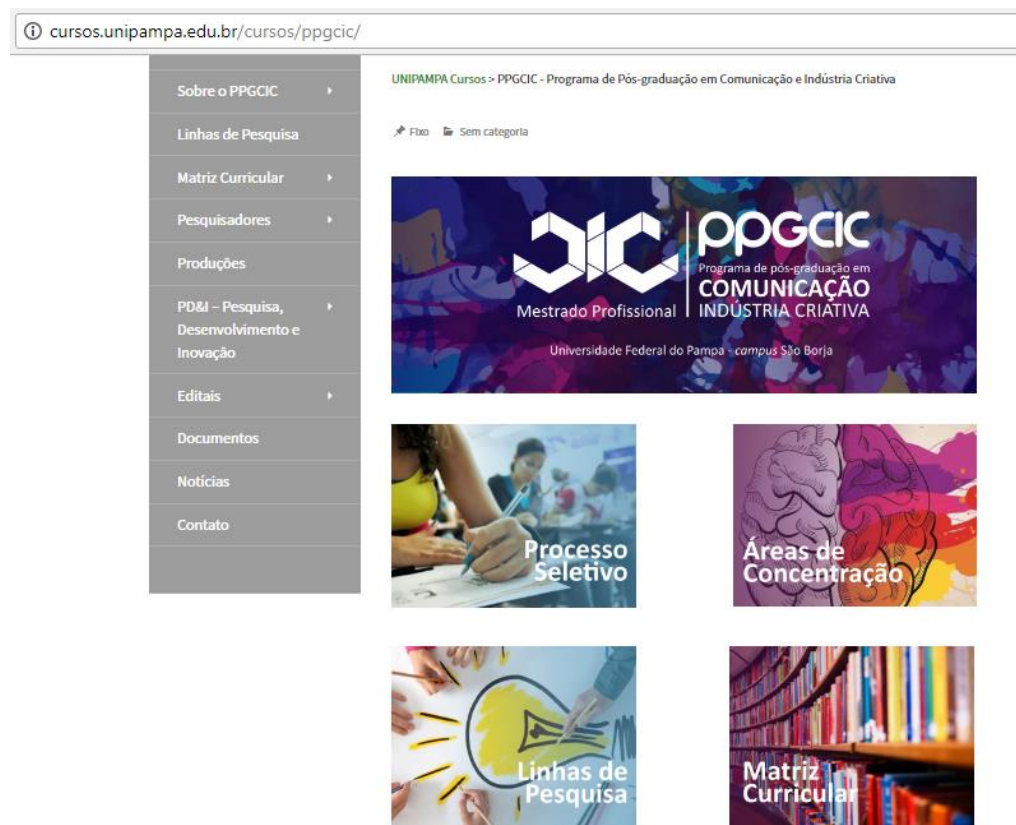 cursos.unipampa.edu.br/cursos/ppgcic/
Sobre o PPGCIC
Linhas de Pesquisa
Matriz Curricular
Pesquisadores
Produções
PD&I – Pesquisa,
Desenvolvimento e
Inovação
Editais
Documentos
Notícias
Contato
UNIPAMPA Cursos > PPGCIC - Programa de Pós-graduação em Comunicação e Indústria Criativa
Fixo Sem categoria
CIC
Mestrado Profissional
PPGCIC
Programa de pós-graduação em
COMUNICAÇÃO
INDÚSTRIA CRIATIVA
Universidade Federal do Pampa - campus São Borja
Processo
Seletivo
Áreas de
Concentração
Linhas de
Pesquisa
Matriz
Curricular